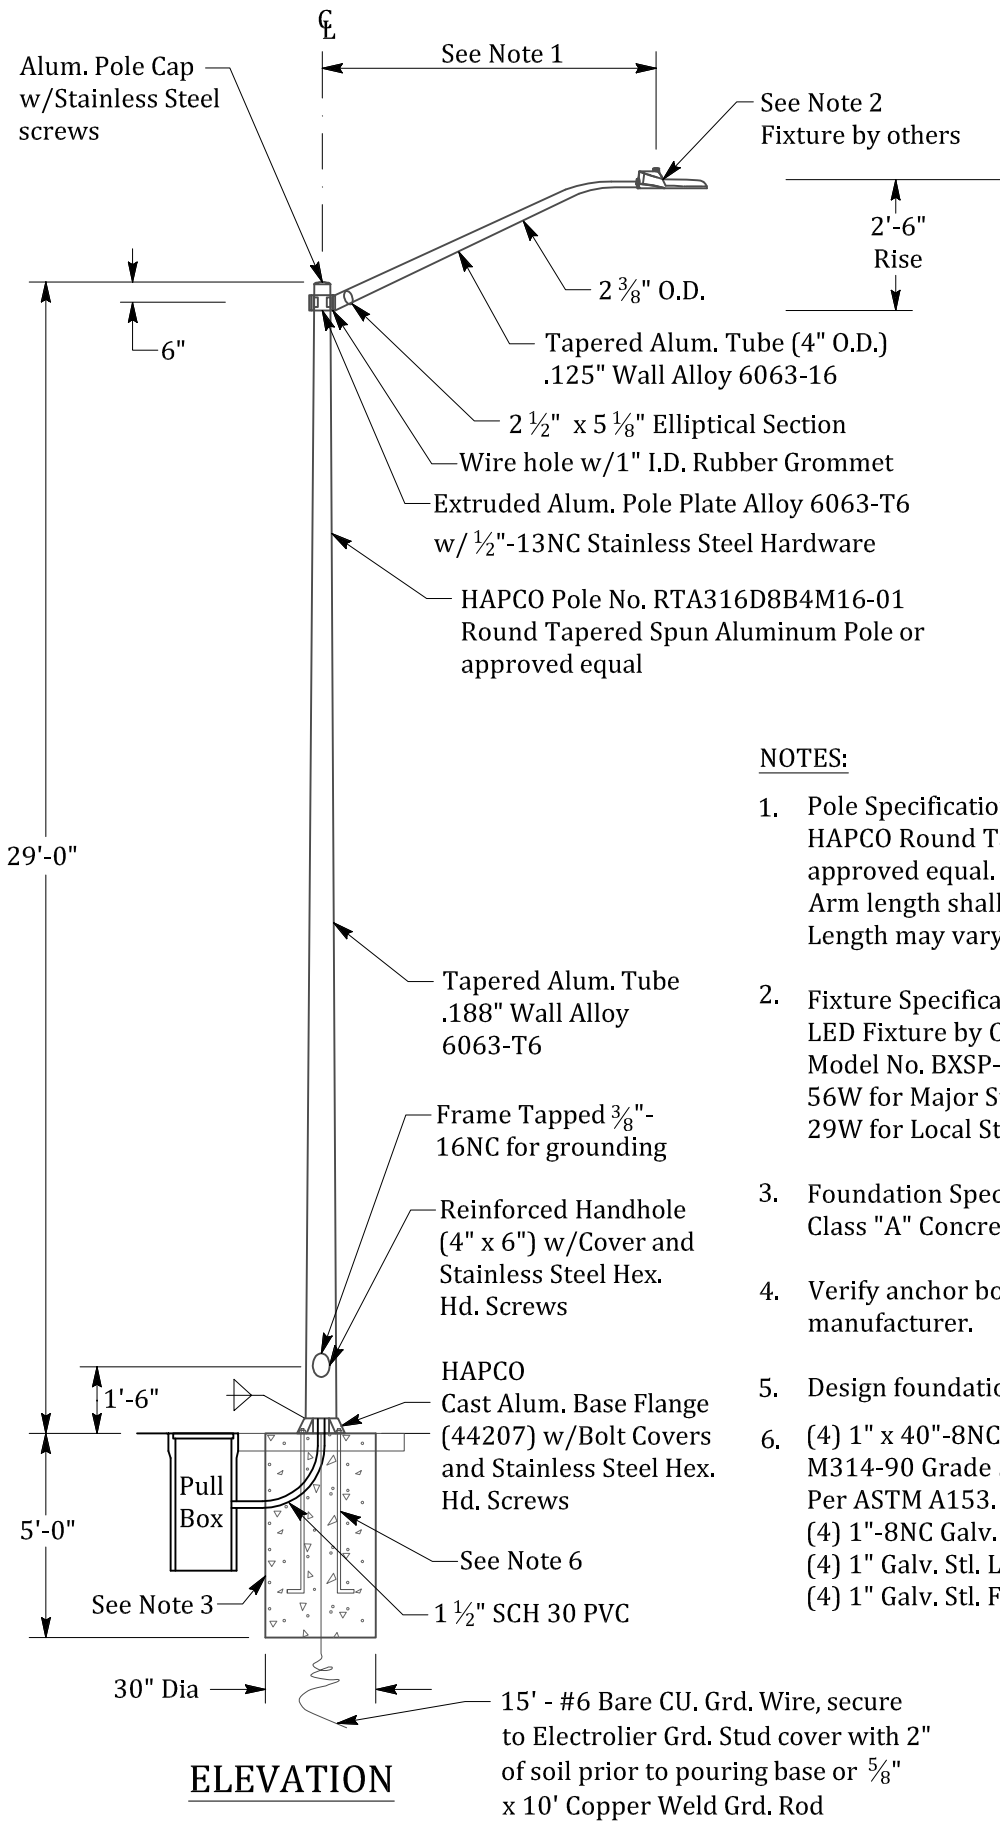 ℄
See Note 1
Alum. Pole Cap
w/Stainless Steel
screws
See Note 2
Fixture by others
2'-6"
Rise
2 ⅜" O.D.
6"
Tapered Alum. Tube (4" O.D.)
.125" Wall Alloy 6063-16
2 ½" x 5 ⅛" Elliptical Section
Wire hole w/1" I.D. Rubber Grommet
Extruded Alum. Pole Plate Alloy 6063-T6
w/ ½"-13NC Stainless Steel Hardware
HAPCO Pole No. RTA316D8B4M16-01
Round Tapered Spun Aluminum Pole or
approved equal
29'-0"
Tapered Alum. Tube
.188" Wall Alloy
6063-T6
Frame Tapped ⅜"-
16NC for grounding
Reinforced Handhole
(4" x 6") w/Cover and
Stainless Steel Hex.
Hd. Screws
1'-6"
HAPCO
Cast Alum. Base Flange
(44207) w/Bolt Covers
and Stainless Steel Hex.
Hd. Screws
Pull
Box
5'-0"
See Note 6
See Note 3
1 ½" SCH 30 PVC
30" Dia
15' - #6 Bare CU. Grd. Wire, secure
to Electrolier Grd. Stud cover with 2"
of soil prior to pouring base or ⅝"
x 10' Copper Weld Grd. Rod
ELEVATION
NOTES:
1. Pole Specificatio
HAPCO Round T
approved equal.
Arm length shall
Length may vary
2. Fixture Specifica
LED Fixture by
Model No. BXSP-
56W for Major S
29W for Local St
3. Foundation Spec
Class "A" Concre
4. Verify anchor bo
manufacturer.
5. Design foundatio
6. (4) 1" x 40"-8NC
M314-90 Grade
Per ASTM A153.
(4) 1"-8NC Galv.
(4) 1" Galv. Stl. L
(4) 1" Galv. Stl. F